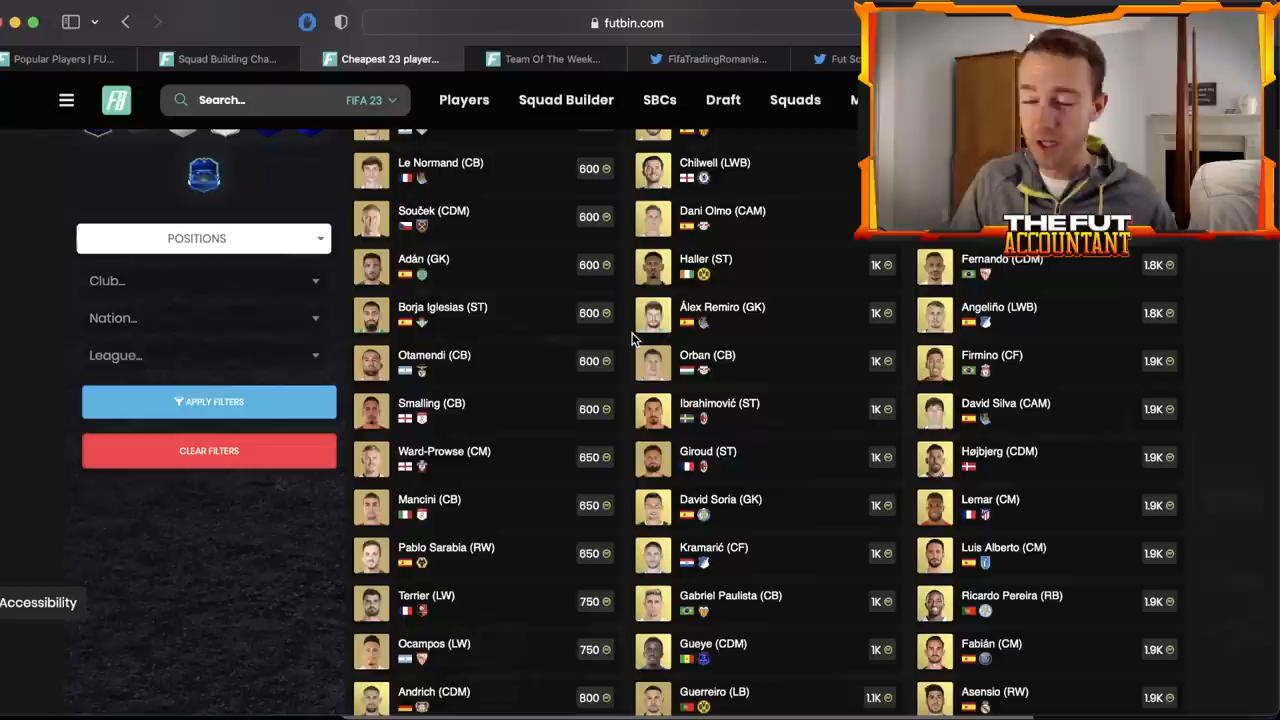 futbin.com
Popular Players | FU...
Squad Building Cha...
Cheapest 23 player...
Team Of The Week...
FifaTradingRomania...
Fut Sc
F8
Search...
FIFA 23
Players
Squad Builder
SBCs
Draft
Squads
M
THE FUT
ACCOUNTANT
POSITIONS
Club...
Nation...
League...
APPLY FILTERS
CLEAR FILTERS
Accessibility
Le Normand (CB)
600
Souček (CDM)
600
Adán (GK)
600
Borja Iglesias (ST)
600
Otamendi (CB)
600
Smalling (CB)
600
Ward-Prowse (CM)
650
Mancini (CB)
650
Pablo Sarabia (RW)
650
Terrier (LW)
750
Ocampos (LW)
750
Andrich (CDM)
800
Chilwell (LWB)
Dani Olmo (CAM)
Haller (ST)
1K
Álex Remiro (GK)
1K
Orban (CB)
1K
Ibrahimović (ST)
1K
Giroud (ST)
1K
David Soria (GK)
1K
Kramarić (CF)
1K
Gabriel Paulista (CB)
1K
Gueye (CDM)
1K
Guerreiro (LB)
1.1K
Fernando (CDM)
1.8K
Angeliño (LWB)
1.8K
Firmino (CF)
1.9K
David Silva (CAM)
1.9K
Højbjerg (CDM)
1.9K
Lemar (CM)
1.9K
Luis Alberto (CM)
1.9K
Ricardo Pereira (RB)
1.9K
Fabián (CM)
1.9K
Asensio (RW)
1.9K